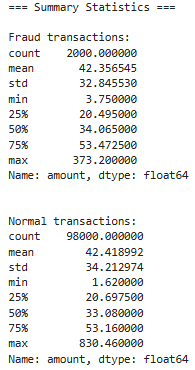 === Summary Statistics ===
Fraud transactions:
count    2000.000000
mean       42.356545
std        32.845530
min         3.750000
25%        20.495000
50%        34.065000
75%        53.472500
max       373.200000
Name: amount, dtype: float64
Normal transactions:
count    98000.000000
mean        42.418992
std         34.212974
min          1.620000
25%         20.697500
50%         33.080000
75%         53.160000
max        830.460000
Name: amount, dtype: float64